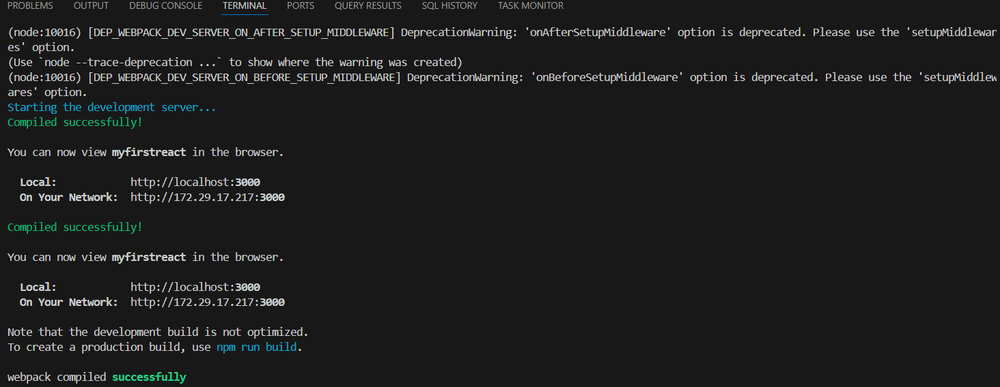 PROBLEMS OUTPUT DEBUG CONSOLE TERMINAL PORTS QUERY RESULTS SQL HISTORY TASK MONITOR
(node:10016) [DEP_WEBPACK_DEV_SERVER_ON_AFTER_SETUP_MIDDLEWARE] DeprecationWarning: 'onAfterSetupMiddleware' option is deprecated. Please use the 'setupMiddlewar
es' option.
(Use `node --trace-deprecation ...` to show where the warning was created)
(node:10016) [DEP_WEBPACK_DEV_SERVER_ON_BEFORE_SETUP_MIDDLEWARE] DeprecationWarning: 'onBeforeSetupMiddleware' option is deprecated. Please use the 'setupMiddlew
ares' option.
Starting the development server...
Compiled successfully!
You can now view myfirstreact in the browser.
Local: http://localhost:3000
On Your Network: http://172.29.17.217:3000
Compiled successfully!
You can now view myfirstreact in the browser.
Local: http://localhost:3000
On Your Network: http://172.29.17.217:3000
Note that the development build is not optimized.
To create a production build, use npm run build.
webpack compiled successfully